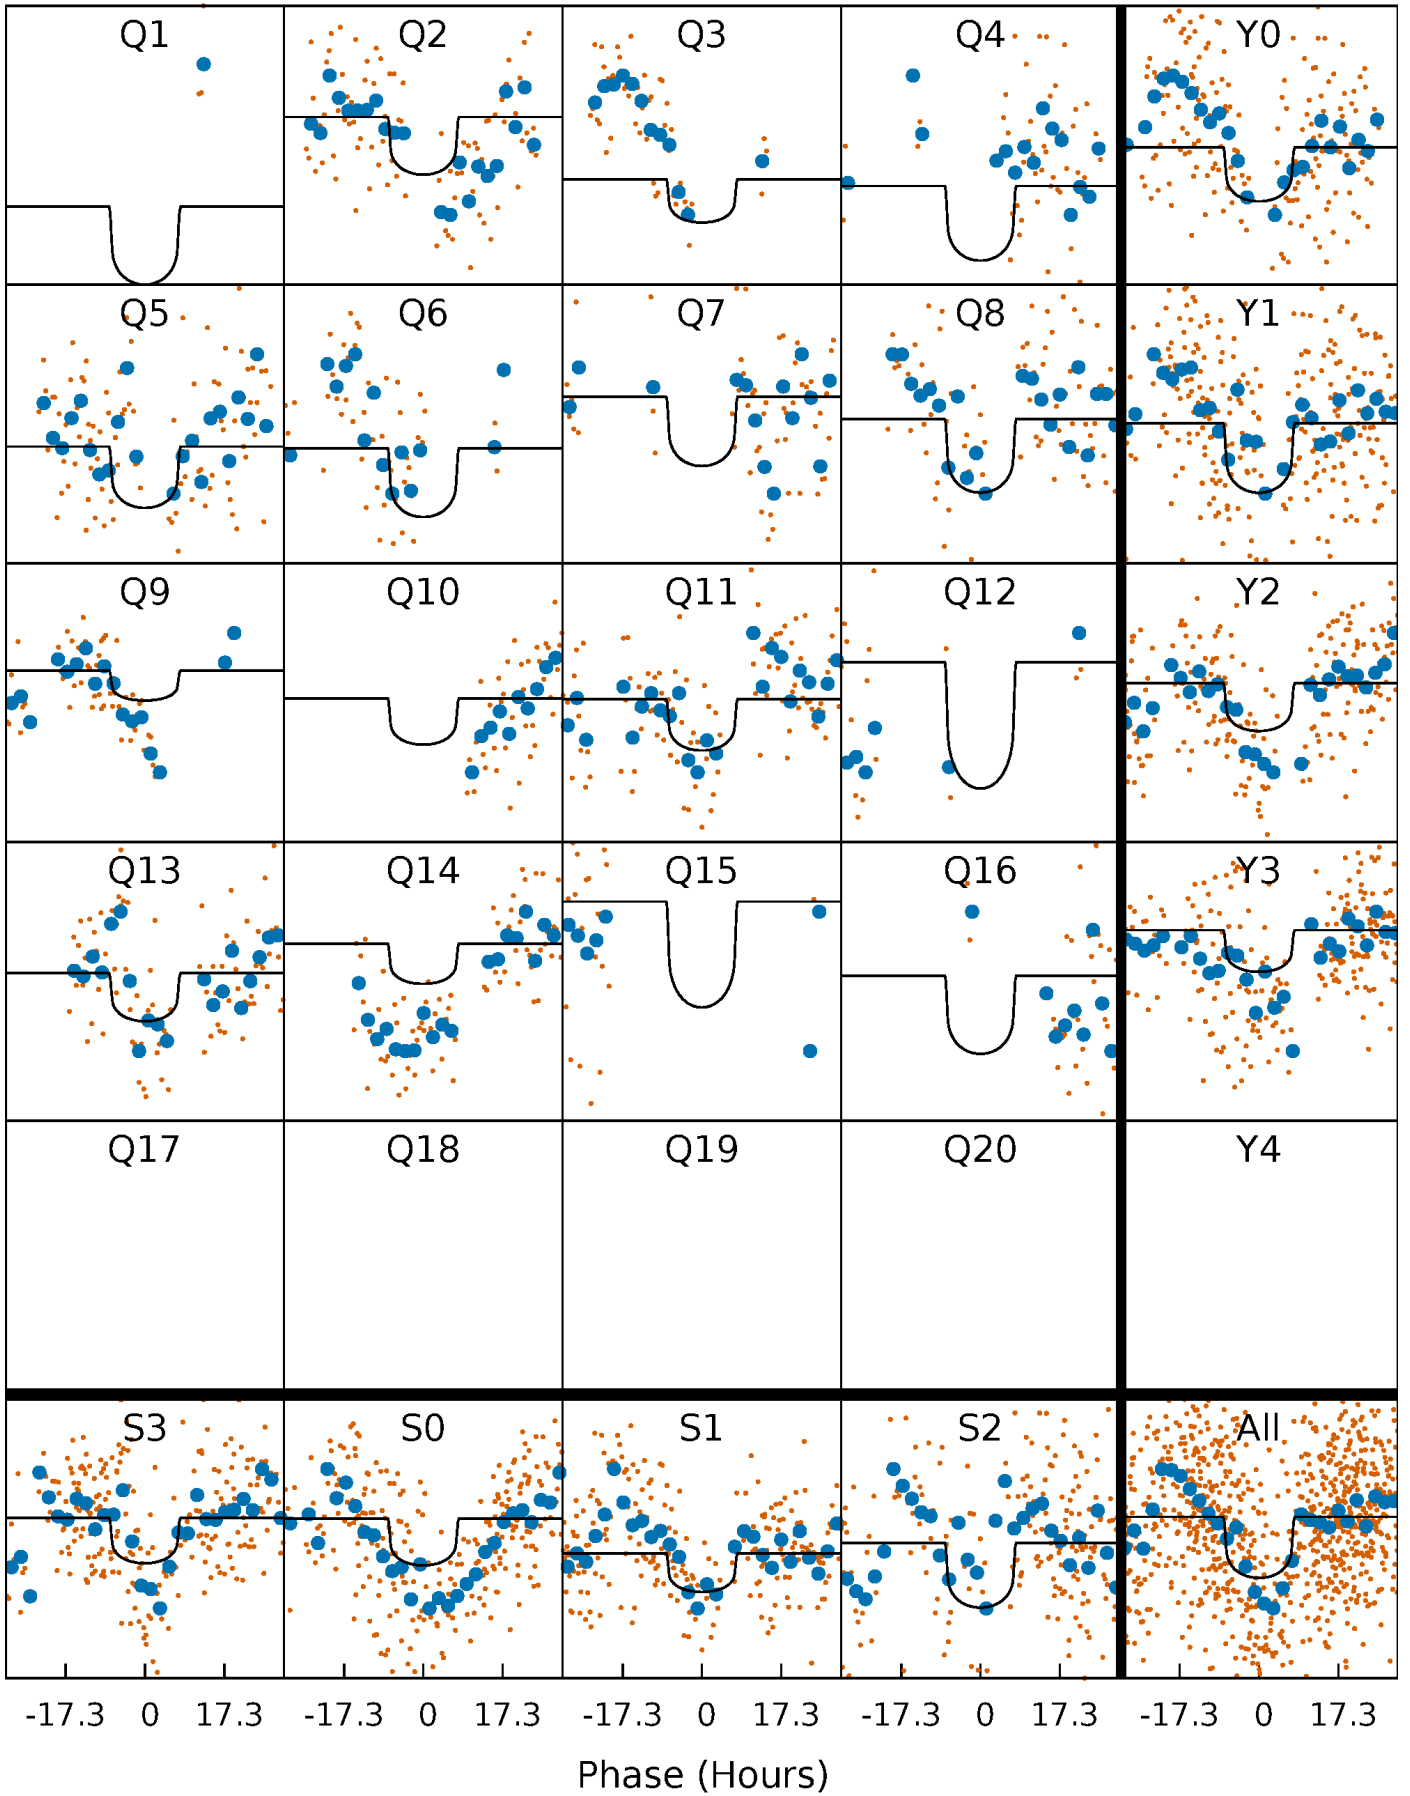 Q1 Q2 Q3 Q4 Y0
Q5 Q6 Q7 Q8 Y1
Q9 Q10 Q11 Q12 Y2
Q13 Q14 Q15 Q16 Y3
Q17 Q18 Q19 Q20 Y4
S3 S0 S1 S2 All
-17.3 0 17.3 -17.3 0 17.3 -17.3 0 17.3 -17.3 0 17.3 -17.3 0 17.3
Phase (Hours)